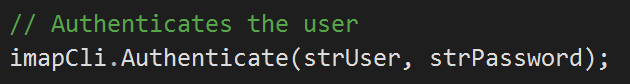 // Authenticates the user
imapCli.Authenticate(strUser, strPassword);